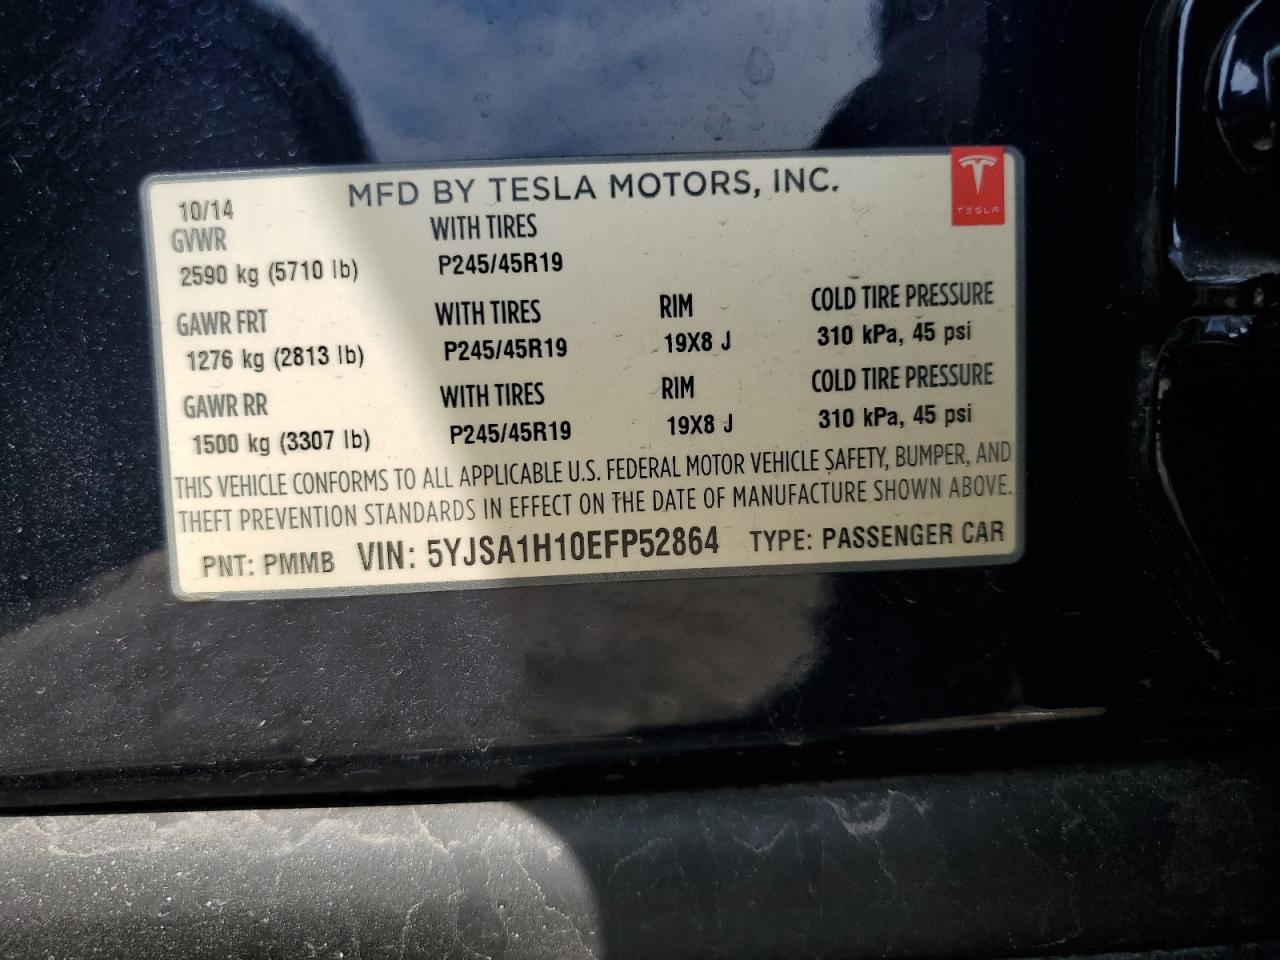 MFD BY TESLA MOTORS, INC.
TESLA
10/14
GVWR WITH TIRES
2590 kg (5710 lb) P245/45R19
GAWR FRT WITH TIRES RIM COLD TIRE PRESSURE
1276 kg (2813 lb) P245/45R19 19X8 J 310 kPa, 45 psi
GAWR RR WITH TIRES RIM COLD TIRE PRESSURE
1500 kg (3307 lb) P245/45R19 19X8 J 310 kPa, 45 psi
THIS VEHICLE CONFORMS TO ALL APPLICABLE U.S. FEDERAL MOTOR VEHICLE SAFETY, BUMPER, AND
THEFT PREVENTION STANDARDS IN EFFECT ON THE DATE OF MANUFACTURE SHOWN ABOVE.
PNT: PMMB VIN: 5YJSA1H10EFP52864 TYPE: PASSENGER CAR